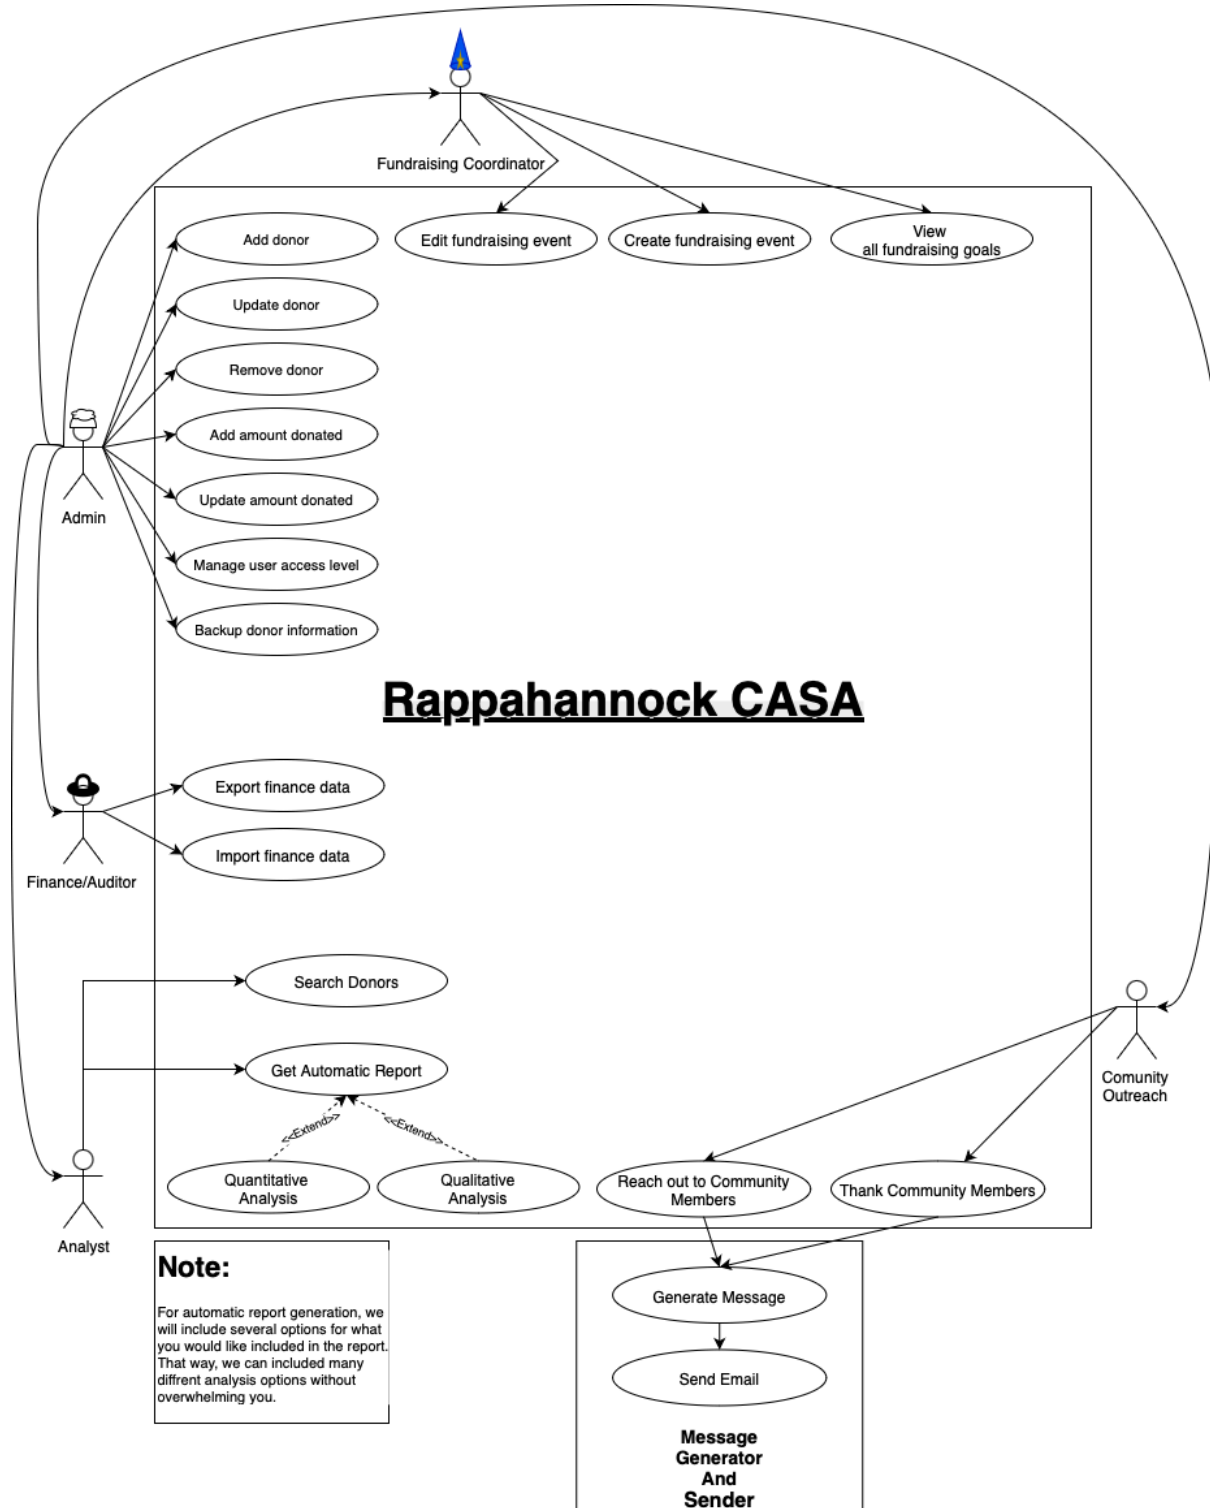 Fundraising Coordinator
Add donor
Edit fundraising event
Create fundraising event
View
all fundraising goals
Update donor
Remove donor
Add amount donated
Update amount donated
Admin
Manage user access level
Backup donor information
Rappahannock CASA
Export finance data
Import finance data
Finance/Auditor
Search Donors
Get Automatic Report
Comunity
Outreach
<<Extend>>
<<Extend>>
Quantitative
Analysis
Qualitative
Analysis
Reach out to Community
Members
Thank Community Members
Analyst
Note:
For automatic report generation, we
will include several options for what
you would like included in the report.
That way, we can included many
diffrent analysis options without
overwhelming you.
Generate Message
Send Email
Message
Generator
And
Sender